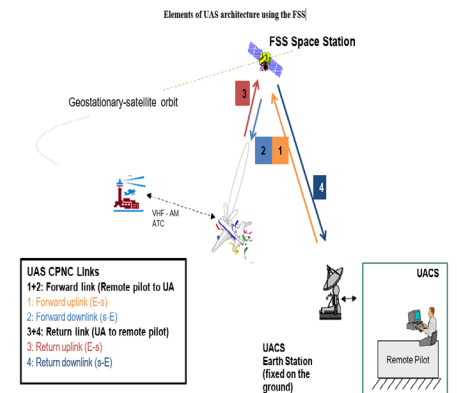 Elements of UAS architecture using the FSS
FSS Space Station
Geostationary-satellite orbit
3
2
1
4
VHF - AM
ATC
UAS CPNC Links
1+2: Forward link (Remote pilot to UA
1: Forward uplink (E-s)
2: Forward downlink (s-E)
3+4: Return link (UA to remote pilot)
3: Return uplink (E-s)
4: Return downlink (s-E)
UACS
Earth Station
(fixed on the
ground)
UACS
Remote Pilot